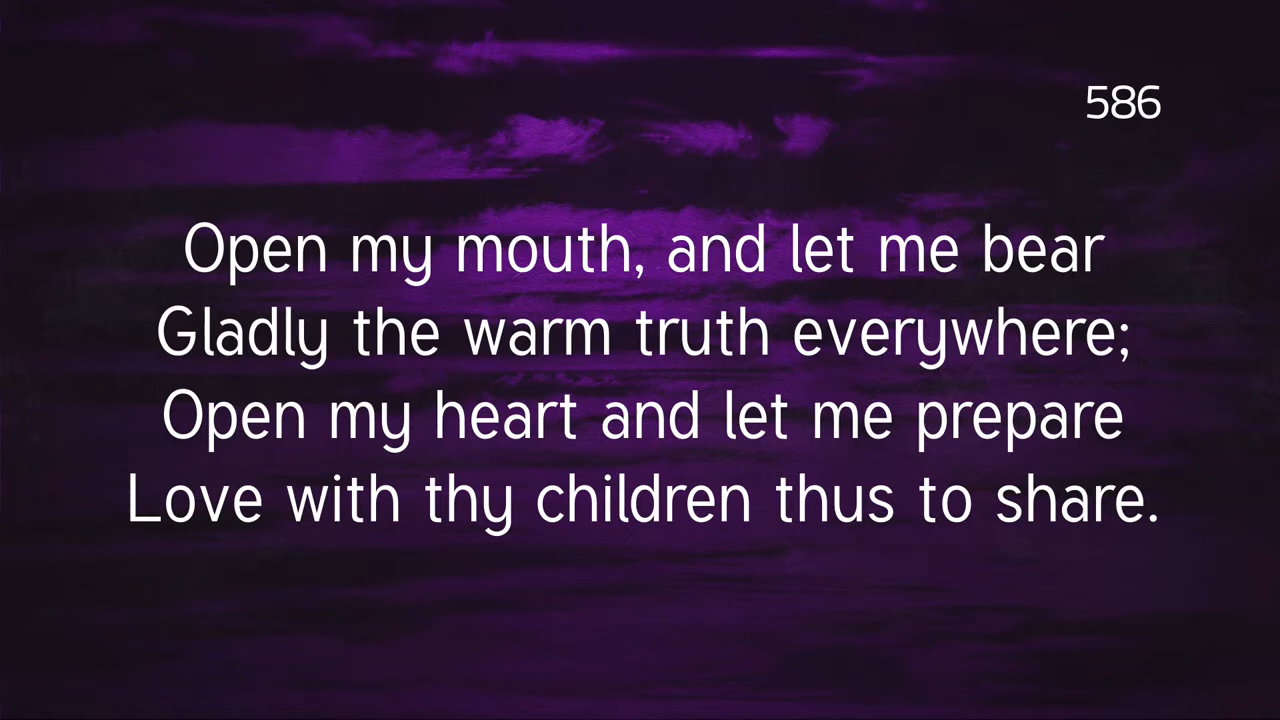 586
Open my mouth, and let me bear
Gladly the warm truth everywhere;
Open my heart and let me prepare
Love with thy children thus to share.